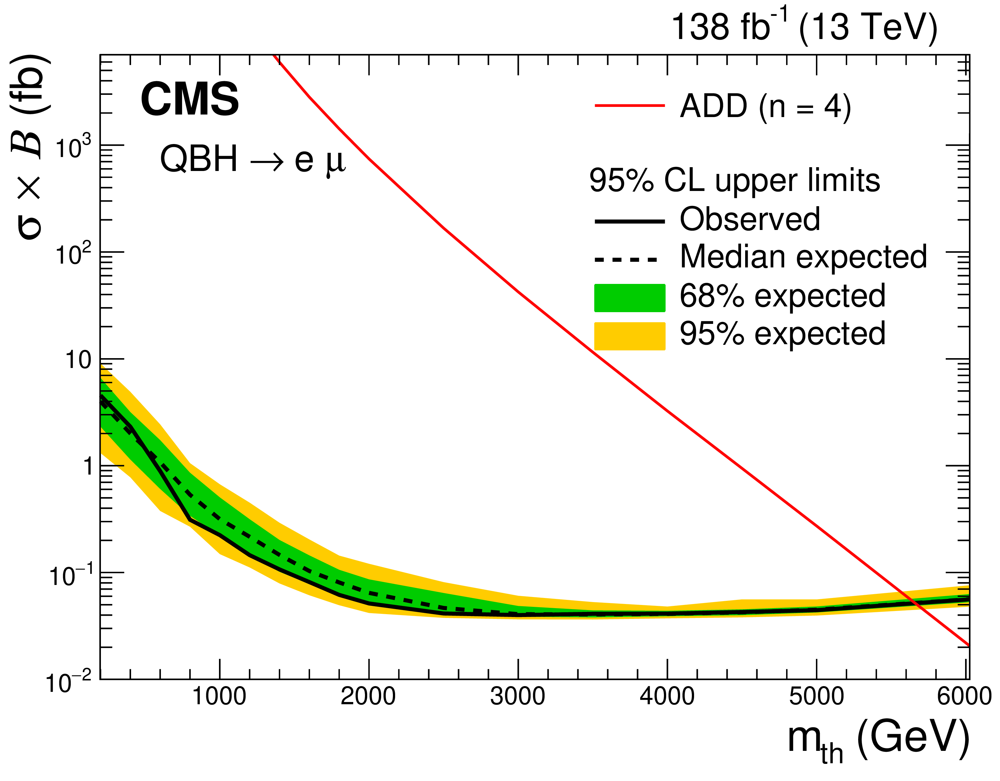 138 fb⁻¹ (13 TeV)
σ × B (fb)
CMS
QBH → e μ
ADD (n = 4)
95% CL upper limits
Observed
Median expected
68% expected
95% expected
10³
10²
10
1
10⁻¹
10⁻²
1000 2000 3000 4000 5000 6000
m_th (GeV)